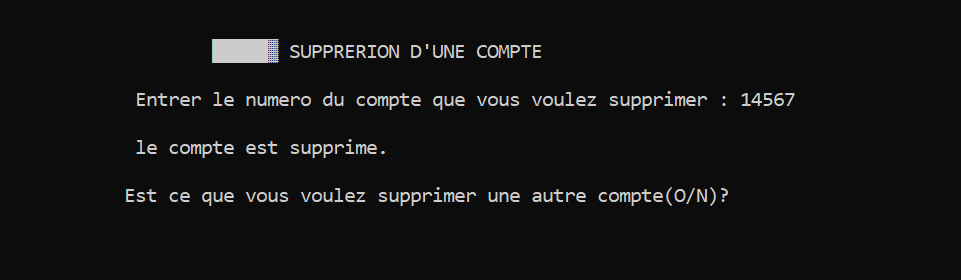 SUPPRERION D'UNE COMPTE
Entrer le numero du compte que vous voulez supprimer : 14567
le compte est supprime.
Est ce que vous voulez supprimer une autre compte(O/N)?